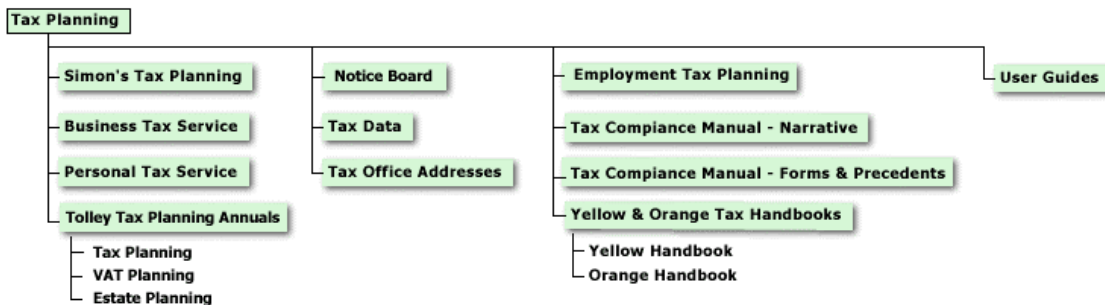 Tax Planning
Simon's Tax Planning
Business Tax Service
Personal Tax Service
Tolley Tax Planning Annuals
Tax Planning
VAT Planning
Estate Planning
Notice Board
Tax Data
Tax Office Addresses
Employment Tax Planning
Tax Compiance Manual - Narrative
Tax Compiance Manual - Forms & Precedents
Yellow & Orange Tax Handbooks
Yellow Handbook
Orange Handbook
User Guides